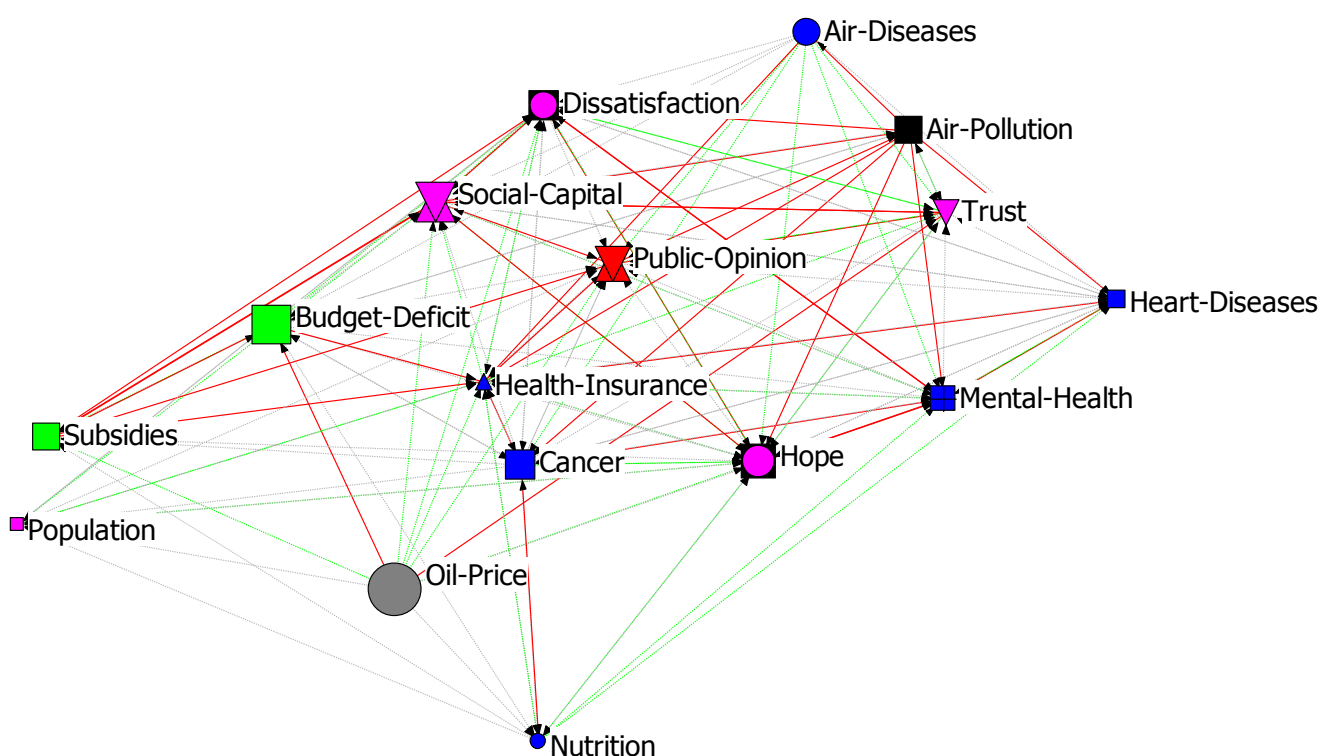 Air-Diseases
Dissatisfaction
Air-Pollution
Social-Capital
Trust
Public-Opinion
Heart-Diseases
Budget-Deficit
Health-Insurance
Mental-Health
Subsidies
Cancer
Hope
Population
Oil-Price
Nutrition